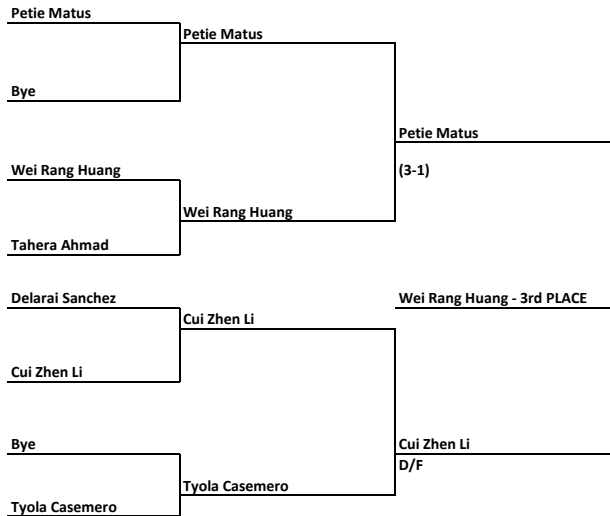 Petie Matus
Petie Matus
Bye
Petie Matus
Wei Rang Huang
(3-1)
Wei Rang Huang
Tahera Ahmad
Delarai Sanchez
Wei Rang Huang - 3rd PLACE
Cui Zhen Li
Cui Zhen Li
Bye
Cui Zhen Li
D/F
Tyola Casemero
Tyola Casemero